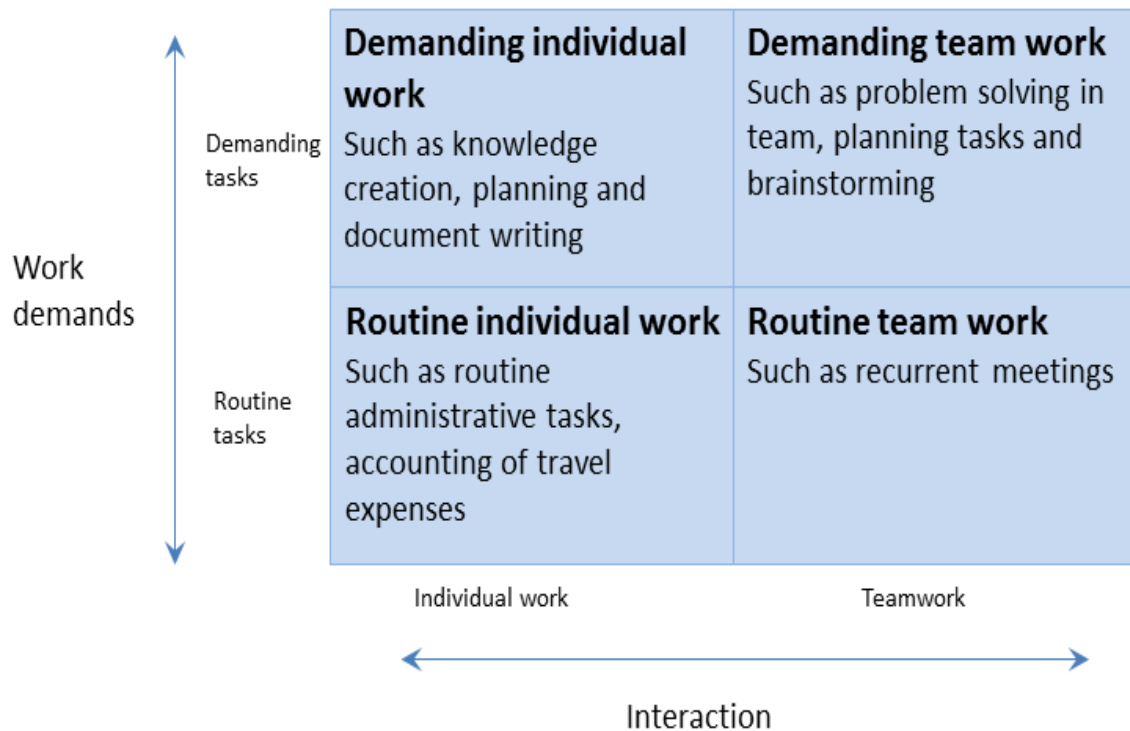 Demanding individual
work
Such as knowledge
creation, planning and
document writing
Demanding team work
Such as problem solving in
team, planning tasks and
brainstorming
Demanding
tasks
Work
demands
Routine individual work
Such as routine
administrative tasks,
accounting of travel
expenses
Routine team work
Such as recurrent meetings
Routine
tasks
Individual work
Teamwork
Interaction